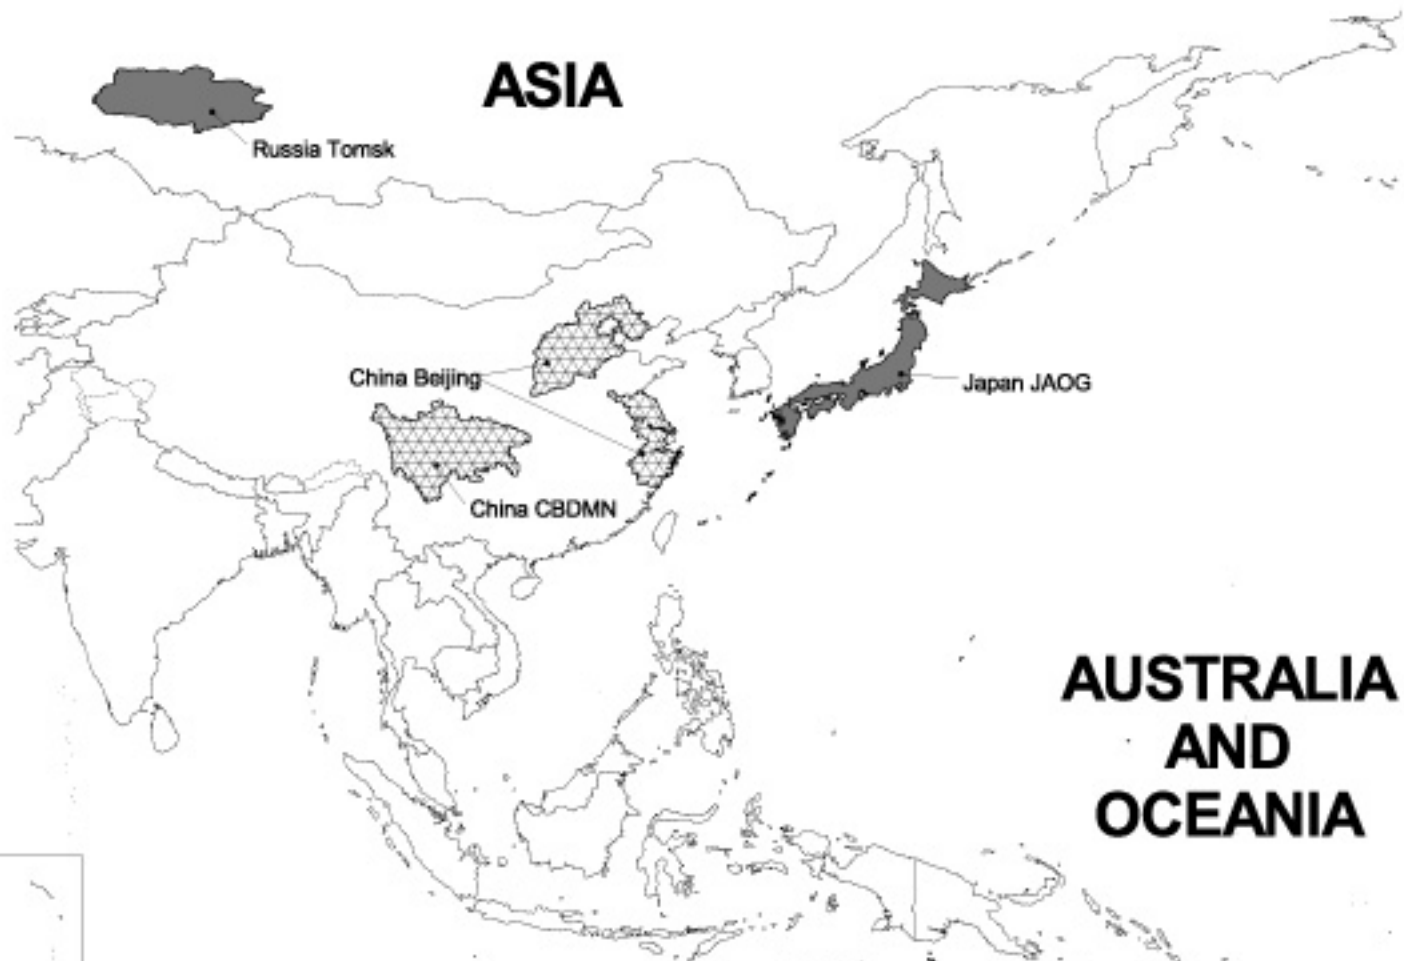 ASIA
Russia Tomsk
China Beijing
Japan JAOG
China CBDMN
AUSTRALIA
AND
OCEANIA